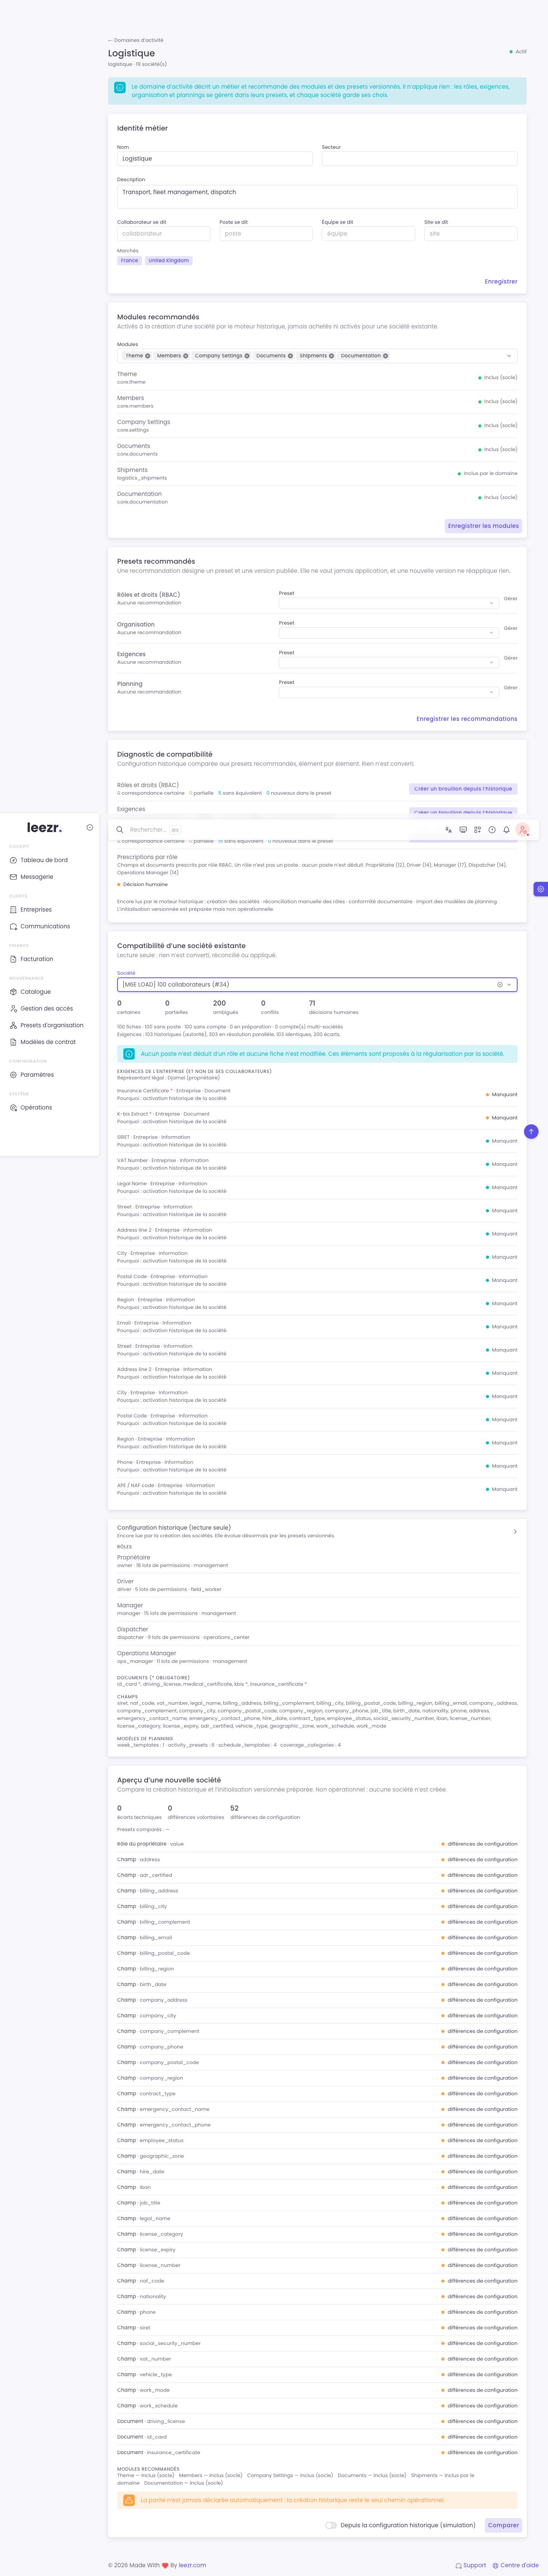 ← Domaines d'activité
Logistique
logistique · 19 société(s)
Actif
Le domaine d'activité décrit un métier et recommande des modules et des presets versionnés. Il n'applique rien : les rôles, exigences,
organisation et plannings se gèrent dans leurs presets, et chaque société garde ses choix.
Identité métier
Nom
Logistique
Secteur
Description
Transport, fleet management, dispatch
Collaborateur se dit
collaborateur
Poste se dit
poste
Équipe se dit
équipe
Site se dit
site
Marchés
France
United Kingdom
Enregistrer
Modules recommandés
Activés à la création d'une société par le moteur historique, jamais achetés ni activés pour une société existante.
Modules
Theme Members Company Settings Documents Shipments Documentation
Theme
core.theme
Inclus (socle)
Members
core.members
Inclus (socle)
Company Settings
core.settings
Inclus (socle)
Documents
core.documents
Inclus (socle)
Shipments
logistics_shipments
Inclus par le domaine
Documentation
core.documentation
Inclus (socle)
Enregistrer les modules
Presets recommandés
Une recommandation désigne un preset et une version publiée. Elle ne vaut jamais application, et une nouvelle version ne réapplique rien.
Rôles et droits (RBAC)
Aucune recommandation
Preset
Gérer
Organisation
Aucune recommandation
Preset
Gérer
Exigences
Aucune recommandation
Preset
Gérer
Planning
Aucune recommandation
Preset
Gérer
Enregistrer les recommandations
Diagnostic de compatibilité
Configuration historique comparée aux presets recommandés, élément par élément. Rien n'est converti.
Rôles et droits (RBAC)
0 correspondance certaine 0 partielle 5 sans équivalent 0 nouveaux dans le preset
Créer un brouillon depuis l'historique
Exigences
leezr.
COCKPIT
Tableau de bord
Messagerie
CLIENTS
Entreprises
Communications
FINANCE
Facturation
GOUVERNANCE
Catalogue
Gestion des accès
Presets d'organisation
Modèles de contrat
CONFIGURATION
Paramètres
SYSTÈME
Opérations
Rechercher...
⌘K
Prescriptions par rôle
Champs et documents prescrits par rôle RBAC. Un rôle n'est pas un poste : aucun poste n'est déduit. Propriétaire (12), Driver (14), Manager (17), Dispatcher (14),
Operations Manager (14)
Décision humaine
Encore lus par le moteur historique : création des sociétés · réconciliation manuelle des rôles · conformité documentaire · import des modèles de planning.
L'initialisation versionnée est préparée mais non opérationnelle.
Compatibilité d'une société existante
Lecture seule : rien n'est converti, réconcilié ou appliqué.
Société
[M6E LOAD] 100 collaborateurs (#34)
0
certaines
0
partielles
200
ambiguës
0
conflits
71
décisions humaines
100 fiches · 100 sans poste · 100 sans compte · 0 en préparation · 0 compte(s) multi-sociétés
Exigences : 103 historiques (autorité), 303 en résolution parallèle, 103 identiques, 200 écarts.
Aucun poste n'est déduit d'un rôle et aucune fiche n'est modifiée. Ces éléments sont proposés à la régularisation par la société.
EXIGENCES DE L'ENTREPRISE (ET NON DE SES COLLABORATEURS)
Représentant légal : Djamel (propriétaire)
Insurance Certificate * · Entreprise · Document
Pourquoi : activation historique de la société
Manquant
K-bis Extract * · Entreprise · Document
Pourquoi : activation historique de la société
Manquant
SIRET · Entreprise · Information
Pourquoi : activation historique de la société
Manquant
VAT Number · Entreprise · Information
Pourquoi : activation historique de la société
Manquant
Legal Name · Entreprise · Information
Pourquoi : activation historique de la société
Manquant
Street · Entreprise · Information
Pourquoi : activation historique de la société
Manquant
Address line 2 · Entreprise · Information
Pourquoi : activation historique de la société
Manquant
City · Entreprise · Information
Pourquoi : activation historique de la société
Manquant
Postal Code · Entreprise · Information
Pourquoi : activation historique de la société
Manquant
Region · Entreprise · Information
Pourquoi : activation historique de la société
Manquant
Email · Entreprise · Information
Pourquoi : activation historique de la société
Manquant
Street · Entreprise · Information
Pourquoi : activation historique de la société
Manquant
Address line 2 · Entreprise · Information
Pourquoi : activation historique de la société
Manquant
City · Entreprise · Information
Pourquoi : activation historique de la société
Manquant
Postal Code · Entreprise · Information
Pourquoi : activation historique de la société
Manquant
Region · Entreprise · Information
Pourquoi : activation historique de la société
Manquant
Phone · Entreprise · Information
Pourquoi : activation historique de la société
Manquant
APE / NAF code · Entreprise · Information
Pourquoi : activation historique de la société
Manquant
Configuration historique (lecture seule)
Encore lue par la création des sociétés. Elle évolue désormais par les presets versionnés.
RÔLES
Propriétaire
owner · 18 lots de permissions · management
Driver
driver · 5 lots de permissions · field_worker
Manager
manager · 15 lots de permissions · management
Dispatcher
dispatcher · 9 lots de permissions · operations_center
Operations Manager
ops_manager · 11 lots de permissions · management
DOCUMENTS (* OBLIGATOIRE)
id_card *, driving_license, medical_certificate, kbis *, insurance_certificate *
CHAMPS
siret, naf_code, vat_number, legal_name, billing_address, billing_complement, billing_city, billing_postal_code, billing_region, billing_email, company_address,
company_complement, company_city, company_postal_code, company_region, company_phone, job_title, birth_date, nationality, phone, address,
emergency_contact_name, emergency_contact_phone, hire_date, contract_type, employee_status, social_security_number, iban, license_number,
license_category, license_expiry, adr_certified, vehicle_type, geographic_zone, work_schedule, work_mode
MODÈLES DE PLANNING
week_templates : 1 · activity_presets : 6 · schedule_templates : 4 · coverage_categories : 4
Aperçu d'une nouvelle société
Compare la création historique et l'initialisation versionnée préparée. Non opérationnel : aucune société n'est créée.
0
écarts techniques
0
différences volontaires
52
différences de configuration
Presets comparés : —
Rôle du propriétaire · value
différences de configuration
Champ · address
différences de configuration
Champ · adr_certified
différences de configuration
Champ · billing_address
différences de configuration
Champ · billing_city
différences de configuration
Champ · billing_complement
différences de configuration
Champ · billing_email
différences de configuration
Champ · billing_postal_code
différences de configuration
Champ · billing_region
différences de configuration
Champ · birth_date
différences de configuration
Champ · company_address
différences de configuration
Champ · company_city
différences de configuration
Champ · company_complement
différences de configuration
Champ · company_phone
différences de configuration
Champ · company_postal_code
différences de configuration
Champ · company_region
différences de configuration
Champ · contract_type
différences de configuration
Champ · emergency_contact_name
différences de configuration
Champ · emergency_contact_phone
différences de configuration
Champ · employee_status
différences de configuration
Champ · geographic_zone
différences de configuration
Champ · hire_date
différences de configuration
Champ · iban
différences de configuration
Champ · job_title
différences de configuration
Champ · legal_name
différences de configuration
Champ · license_category
différences de configuration
Champ · license_expiry
différences de configuration
Champ · license_number
différences de configuration
Champ · naf_code
différences de configuration
Champ · nationality
différences de configuration
Champ · phone
différences de configuration
Champ · siret
différences de configuration
Champ · social_security_number
différences de configuration
Champ · vat_number
différences de configuration
Champ · vehicle_type
différences de configuration
Champ · work_mode
différences de configuration
Champ · work_schedule
différences de configuration
Document · driving_license
différences de configuration
Document · id_card
différences de configuration
Document · insurance_certificate
différences de configuration
MODULES RECOMMANDÉS
Theme — Inclus (socle) Members — Inclus (socle) Company Settings — Inclus (socle) Documents — Inclus (socle) Shipments — Inclus par le
domaine Documentation — Inclus (socle)
La parité n'est jamais déclarée automatiquement : la création historique reste le seul chemin opérationnel.
Depuis la configuration historique (simulation)
Comparer
© 2026 Made With ❤️ By leezr.com
Support
Centre d'aide